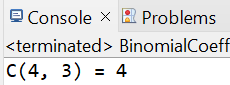 Console × Problems
<terminated> BinomialCoeff
C(4, 3) = 4